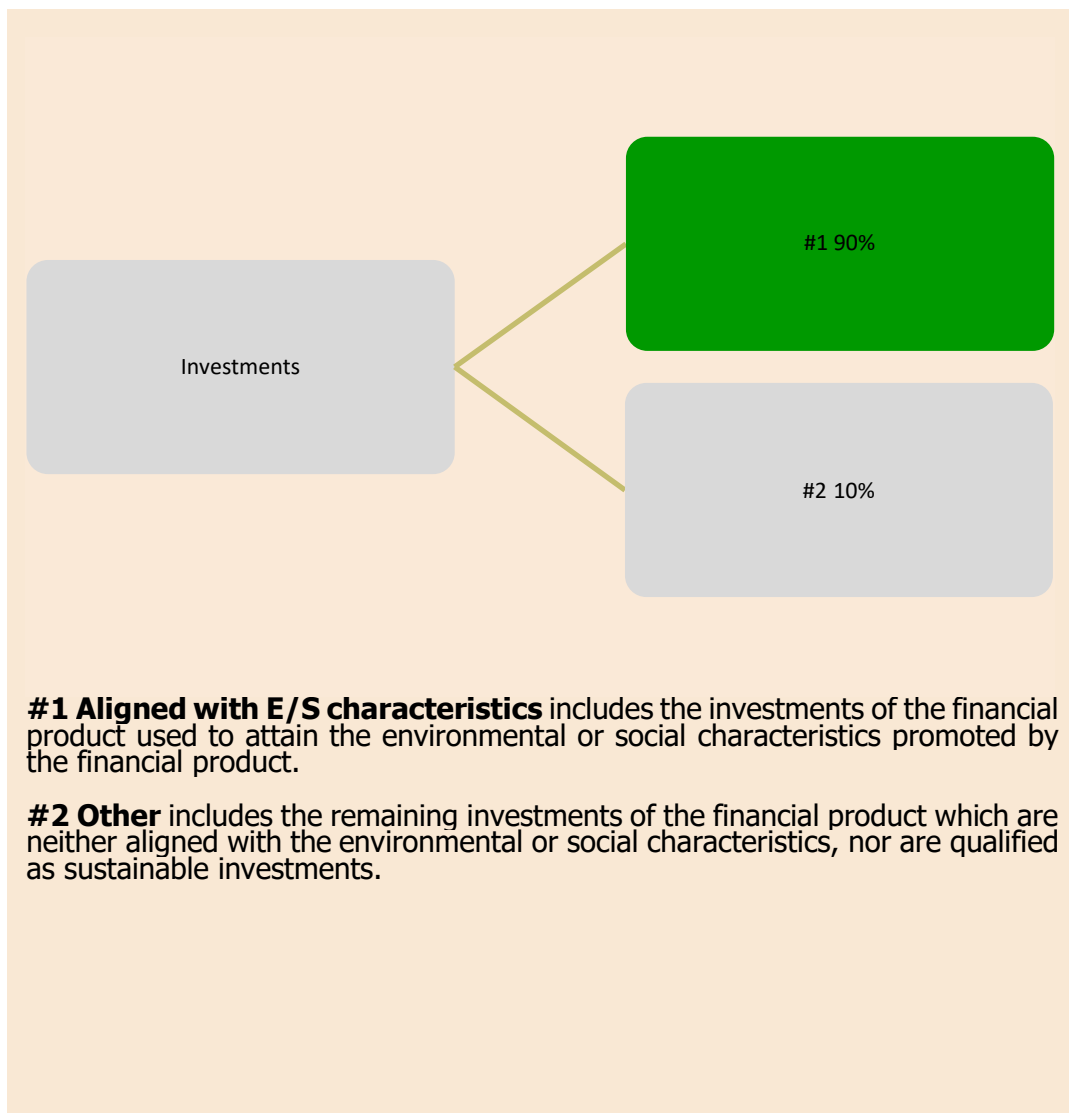 #1 90%
Investments
#2 10%
#1 Aligned with E/S characteristics includes the investments of the financial
product used to attain the environmental or social characteristics promoted by
the financial product.
#2 Other includes the remaining investments of the financial product which are
neither aligned with the environmental or social characteristics, nor are qualified
as sustainable investments.